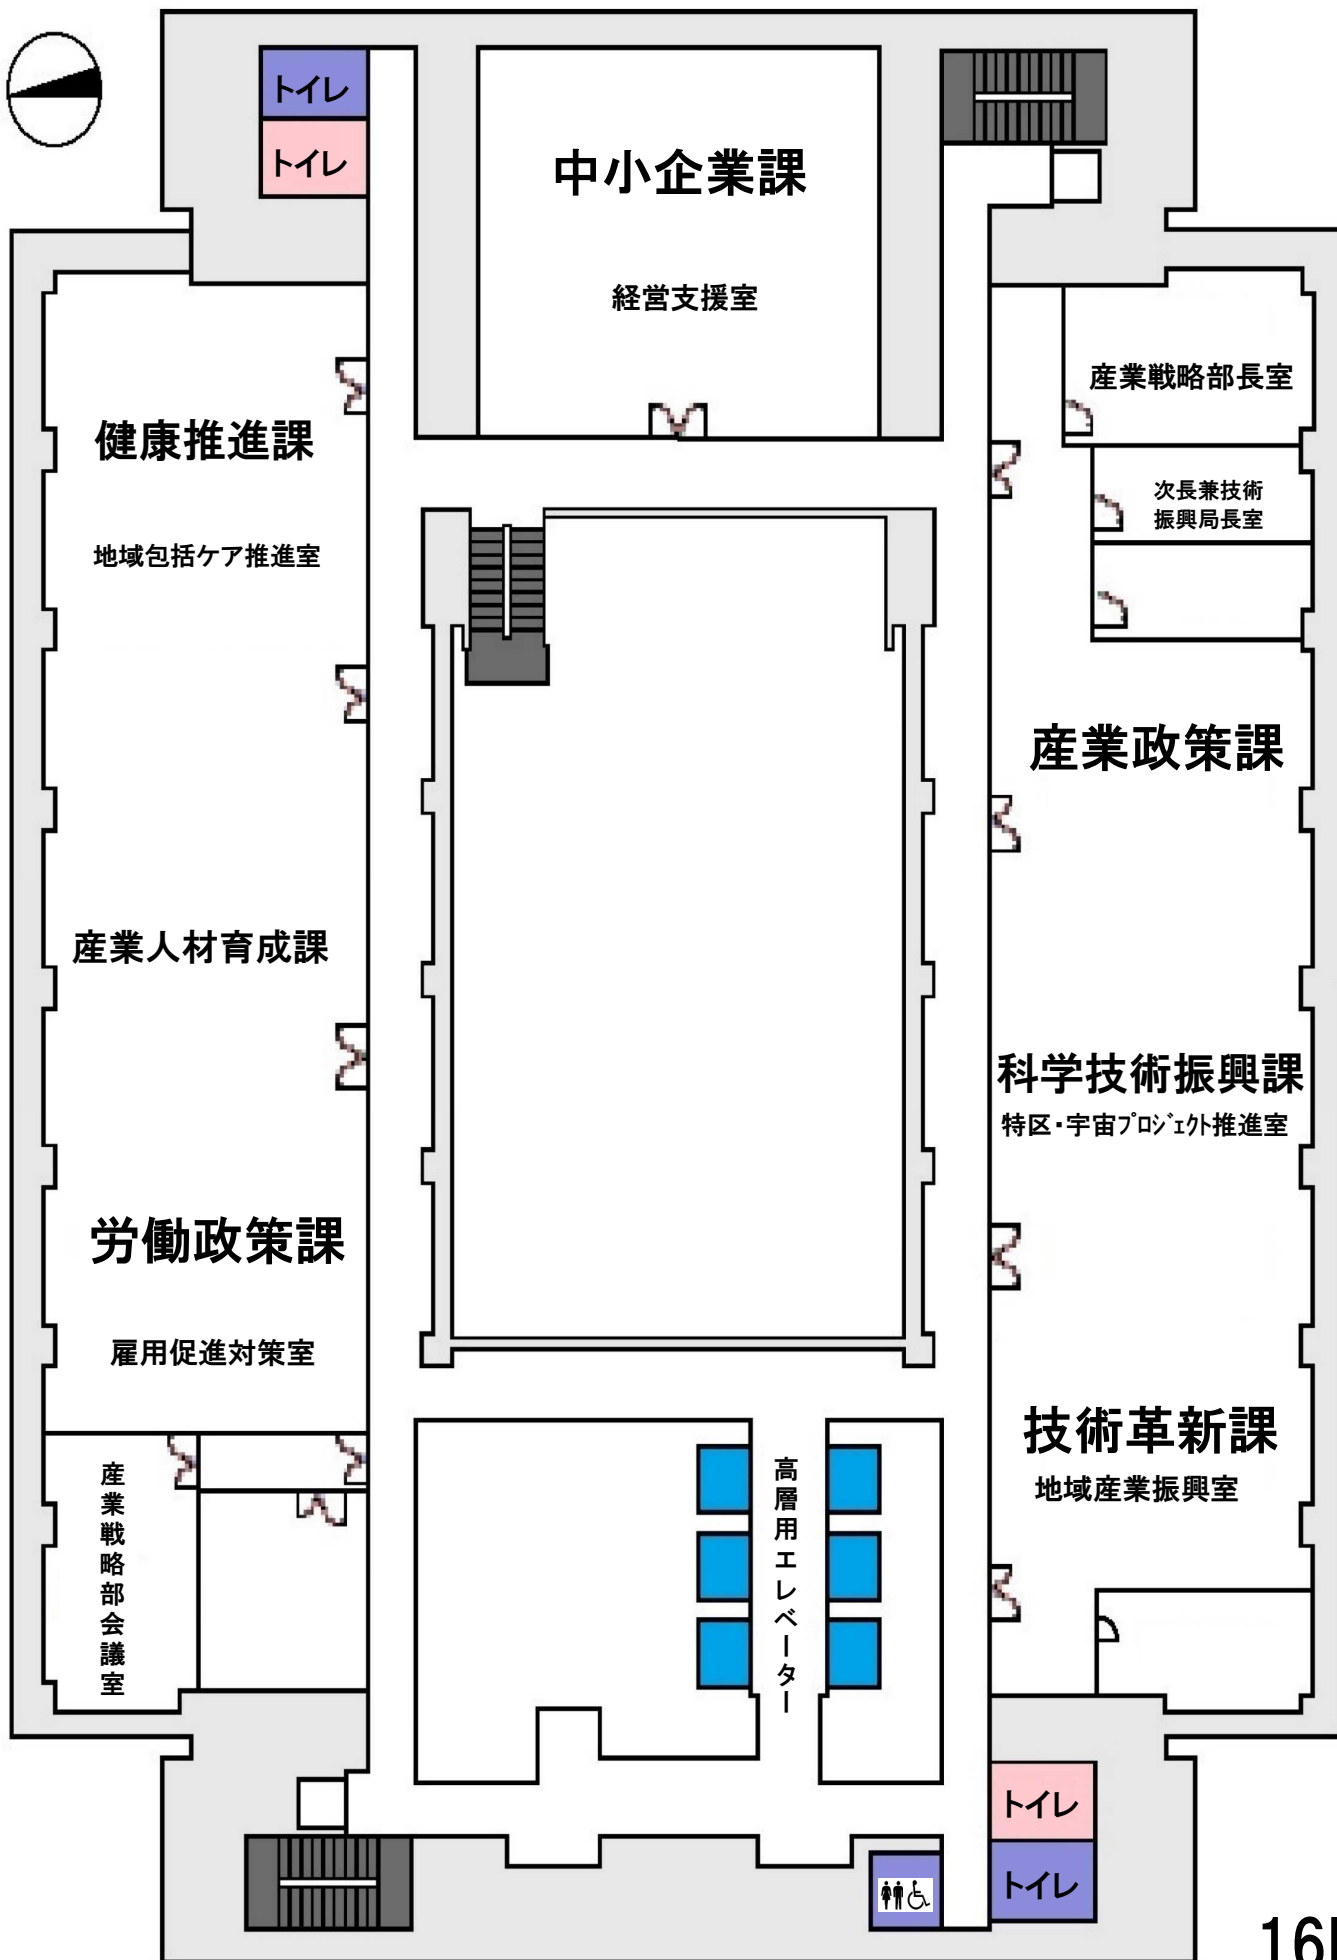 トイレ
トイレ
中小企業課
経営支援室
産業戦略部長室
健康推進課
次長兼技術
振興局長室
地域包括ケア推進室
産業政策課
産業人材育成課
科学技術振興課
特区・宇宙プロジェクト推進室
労働政策課
雇用促進対策室
技術革新課
地域産業振興室
高層用エレベーター
産業戦略部会議室
トイレ
トイレ
16